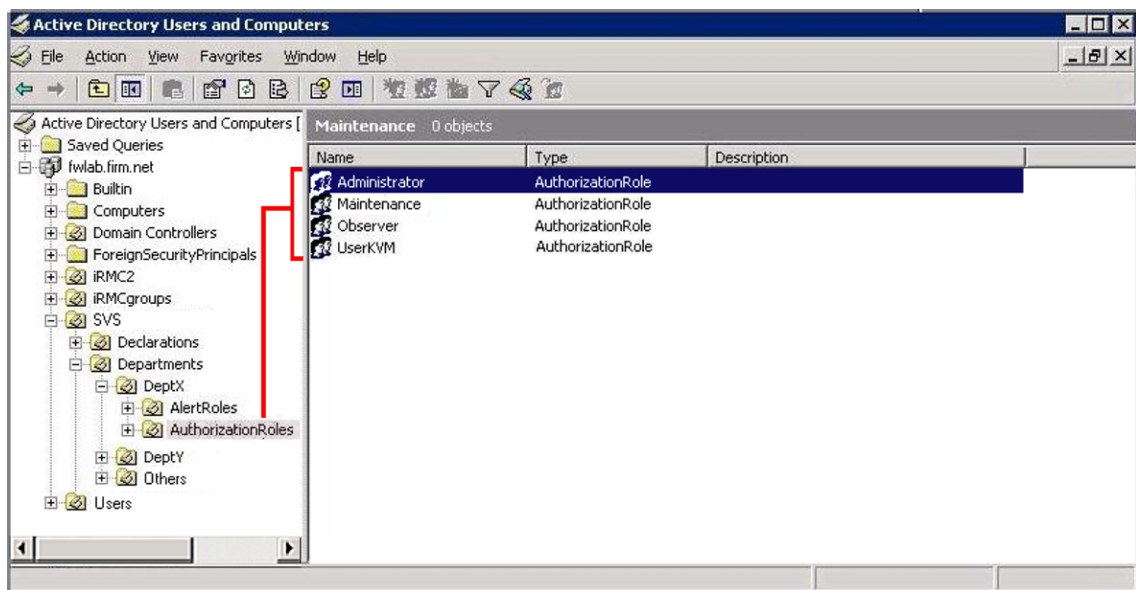 Active Directory Users and Computers
File Action View Favorites Window Help
Active Directory Users and Computers [
Saved Queries
fwlab.firm.net
Builtin
Computers
Domain Controllers
ForeignSecurityPrincipals
iRMC2
iRMCgroups
SVS
Declarations
Departments
DeptX
AlertRoles
AuthorizationRoles
DeptY
Others
Users
Maintenance 0 objects
Name Type Description
Administrator AuthorizationRole
Maintenance AuthorizationRole
Observer AuthorizationRole
UserKVM AuthorizationRole